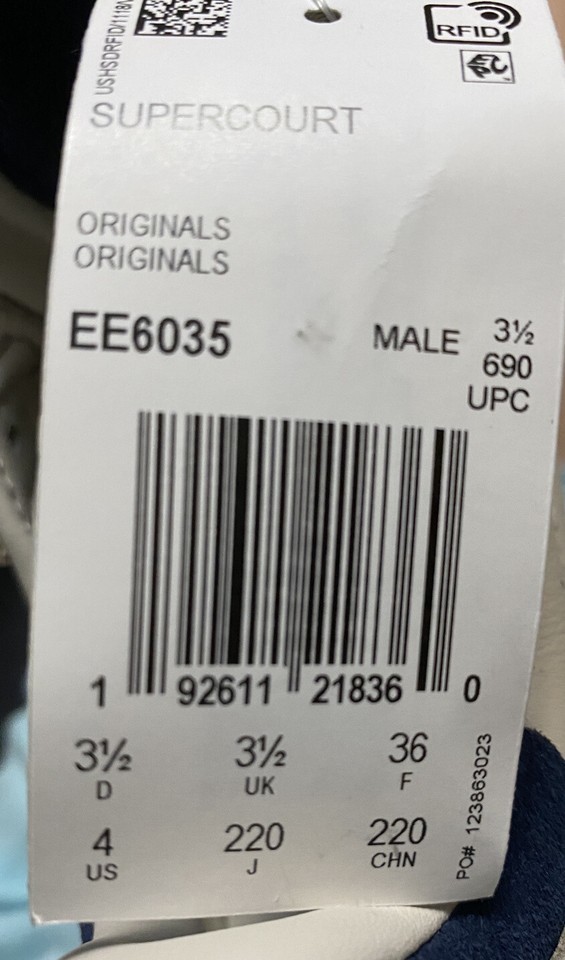 USHSDRFID/1118V
RFID
SUPERCOURT
ORIGINALS
ORIGINALS
EE6035
MALE
3½
690
UPC
1 92611 21836 0
3½ 3½ 36
D UK F
4 220 220
US J CHN
PO# 123863023